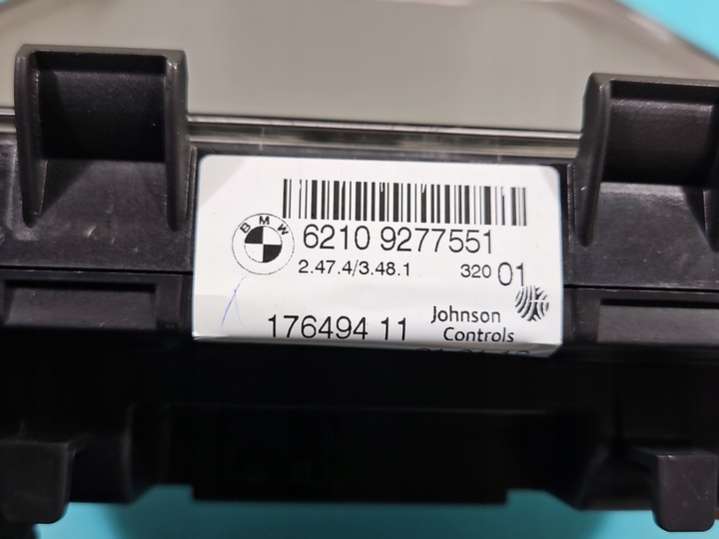 BMW
6210 9277551
2.47.4/3.48.1 320 01
176494 11 Johnson
Controls